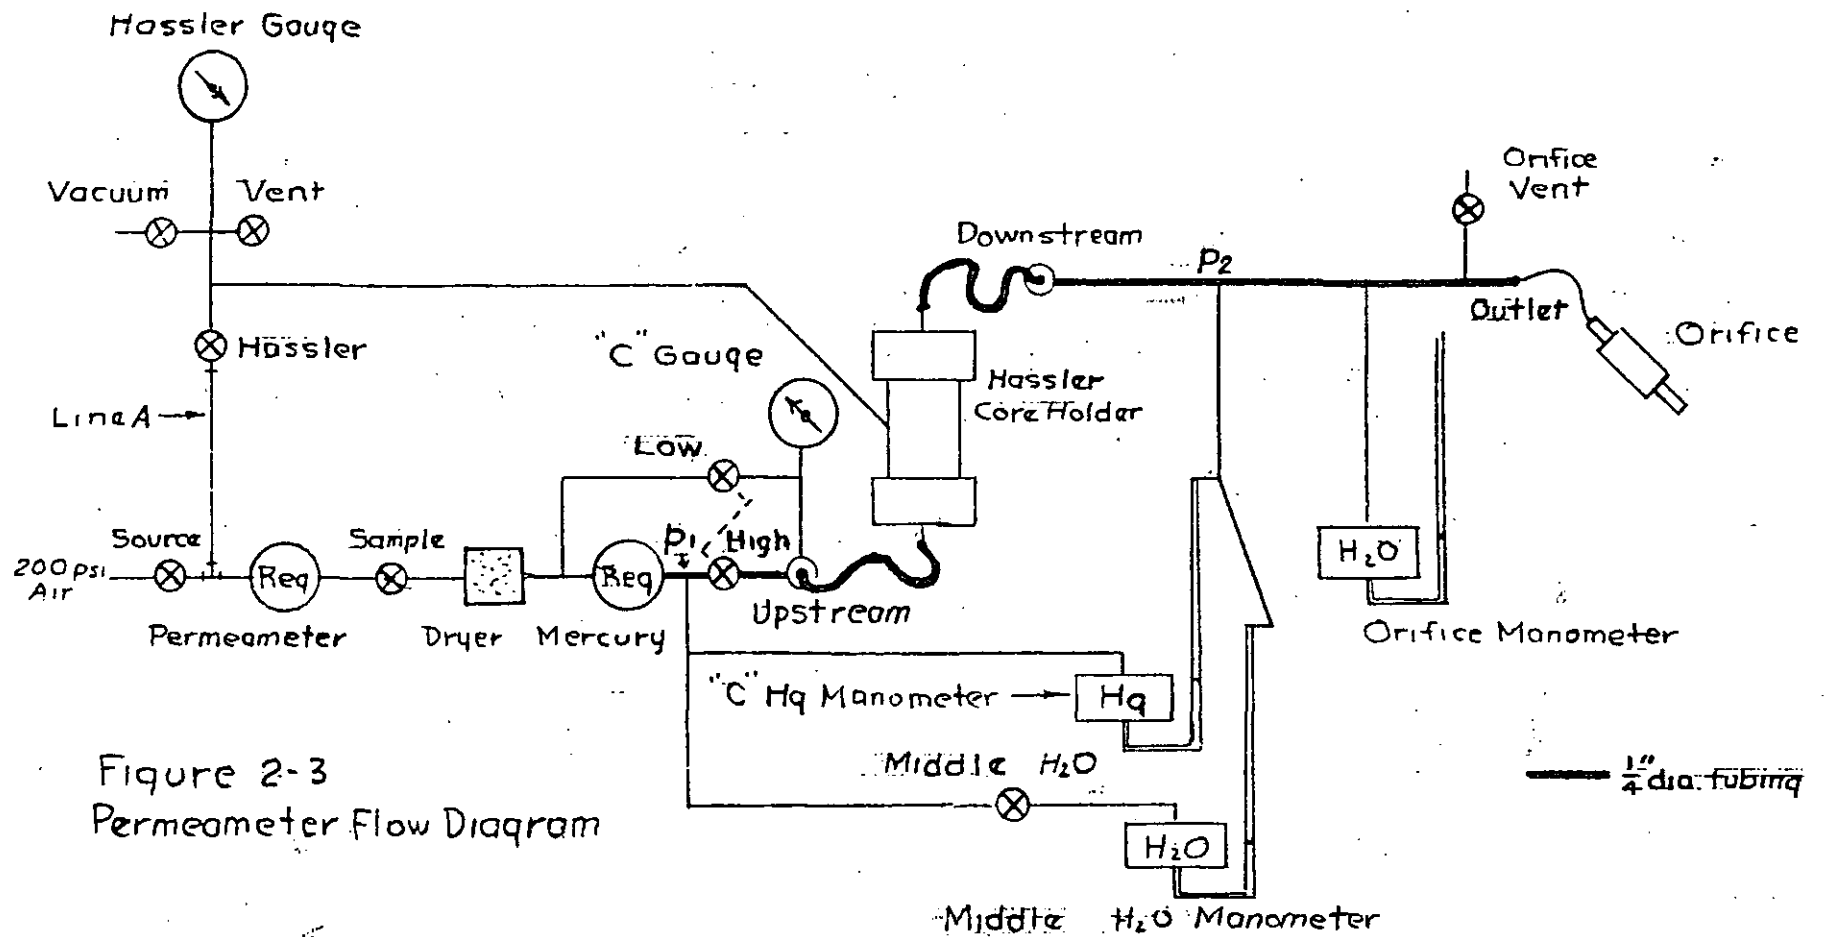 Hassler Gauge
Vacuum
Vent
Orifice
Vent
Downstream
P2
Hassler
"C" Gauge
Outlet
Orifice
Line A
Hassler
Core Holder
Low
Source
Sample
P1
High
200 psi
Air
Reg
Reg
H2O
Permeameter
Dryer
Mercury
Upstream
Orifice Manometer
"C" Hg Manometer
Hg
Middle H2O
1/4" dia. tubing
Figure 2-3
Permeameter Flow Diagram
H2O
Middle H2O Manometer